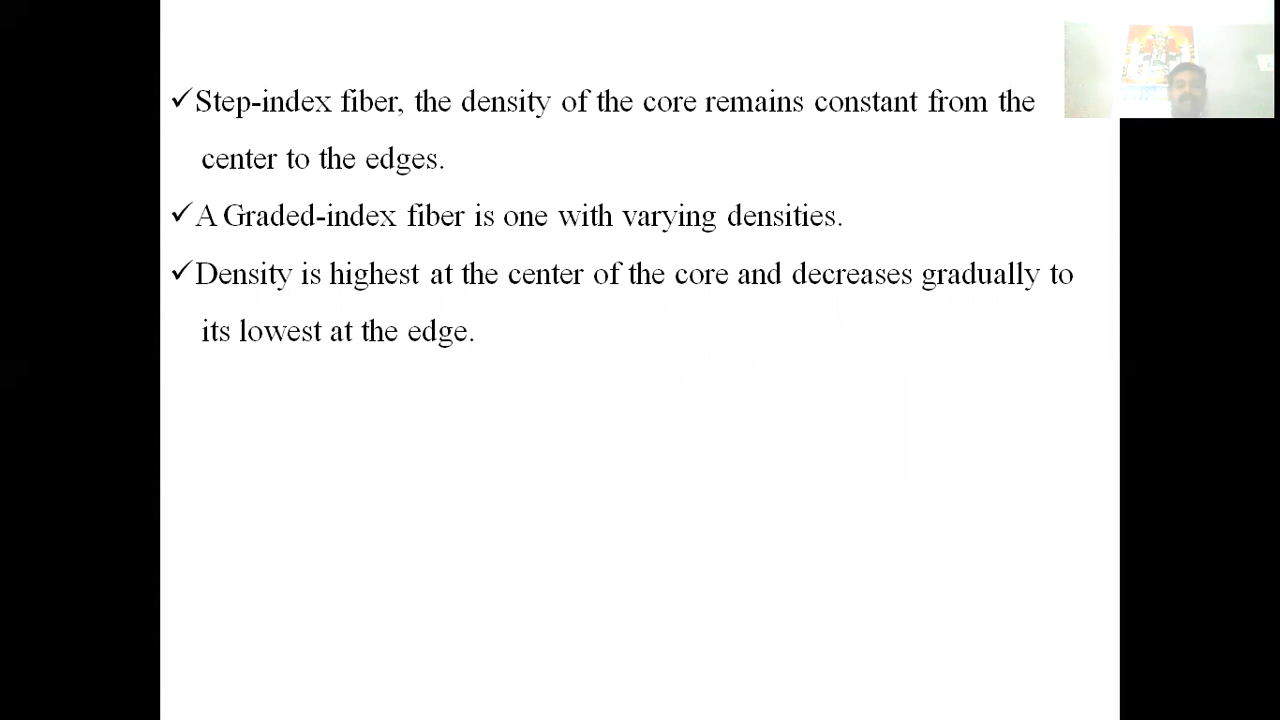 ✓Step-index fiber, the density of the core remains constant from the
center to the edges.
✓A Graded-index fiber is one with varying densities.
✓Density is highest at the center of the core and decreases gradually to
its lowest at the edge.